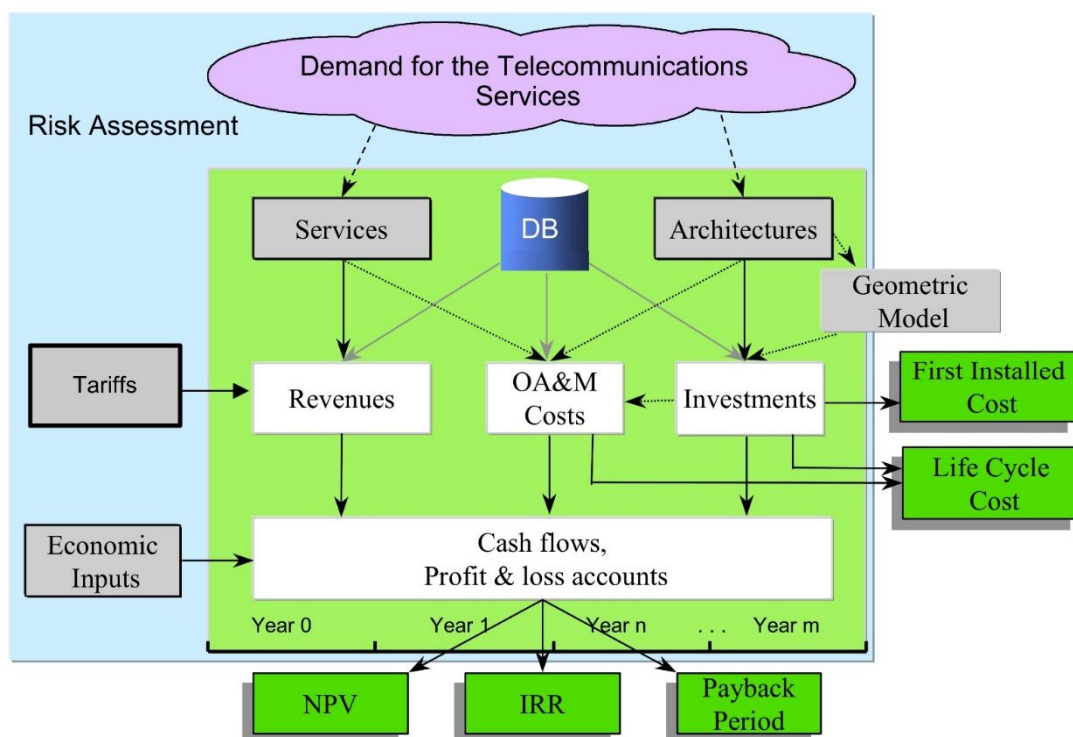 Demand for the Telecommunications
Services
Risk Assessment
Services
DB
Architectures
Geometric
Model
Tariffs
Revenues
OA&M
Costs
Investments
First Installed
Cost
Life Cycle
Cost
Economic
Inputs
Cash flows,
Profit & loss accounts
Year 0
Year 1
Year n
. . .
Year m
NPV
IRR
Payback
Period